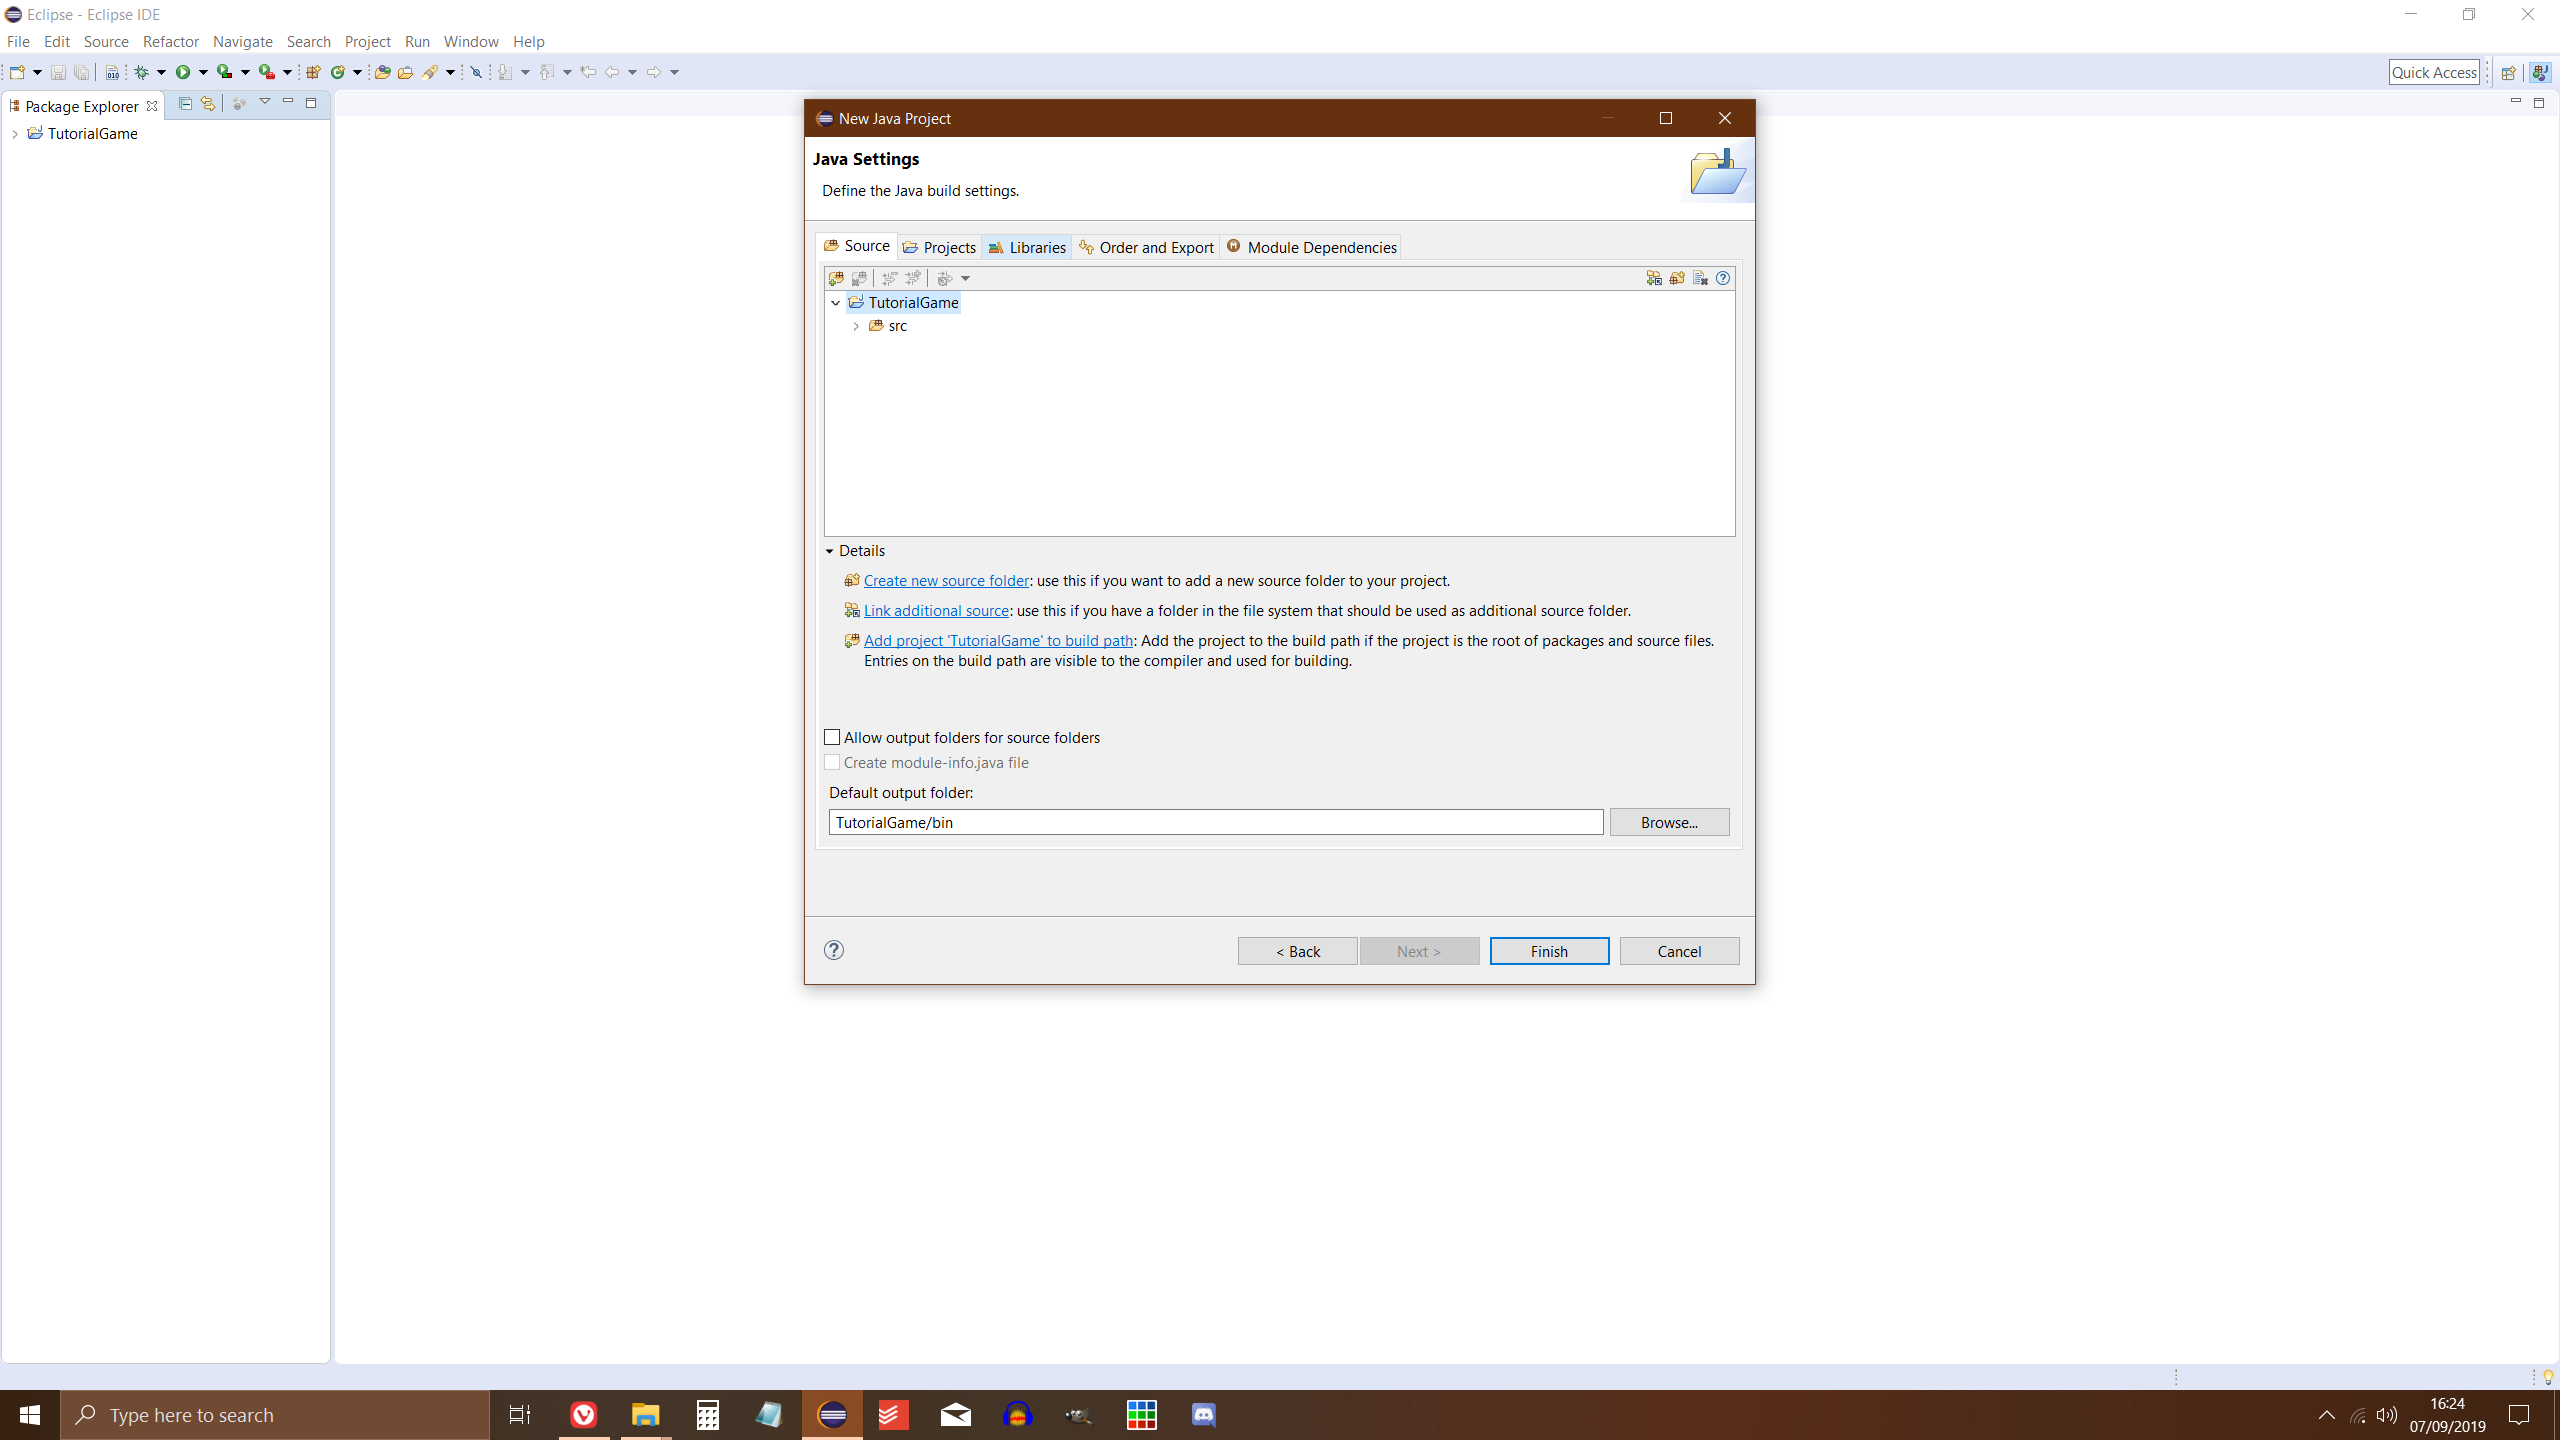 Eclipse - Eclipse IDE
File Edit Source Refactor Navigate Search Project Run Window Help
Quick Access
Package Explorer
TutorialGame
New Java Project
Java Settings
Define the Java build settings.
Source Projects Libraries Order and Export Module Dependencies
TutorialGame
src
Details
Create new source folder: use this if you want to add a new source folder to your project.
Link additional source: use this if you have a folder in the file system that should be used as additional source folder.
Add project 'TutorialGame' to build path: Add the project to the build path if the project is the root of packages and source files.
Entries on the build path are visible to the compiler and used for building.
Allow output folders for source folders
Create module-info.java file
Default output folder:
TutorialGame/bin
Browse...
< Back Next > Finish Cancel
Type here to search
16:24
07/09/2019